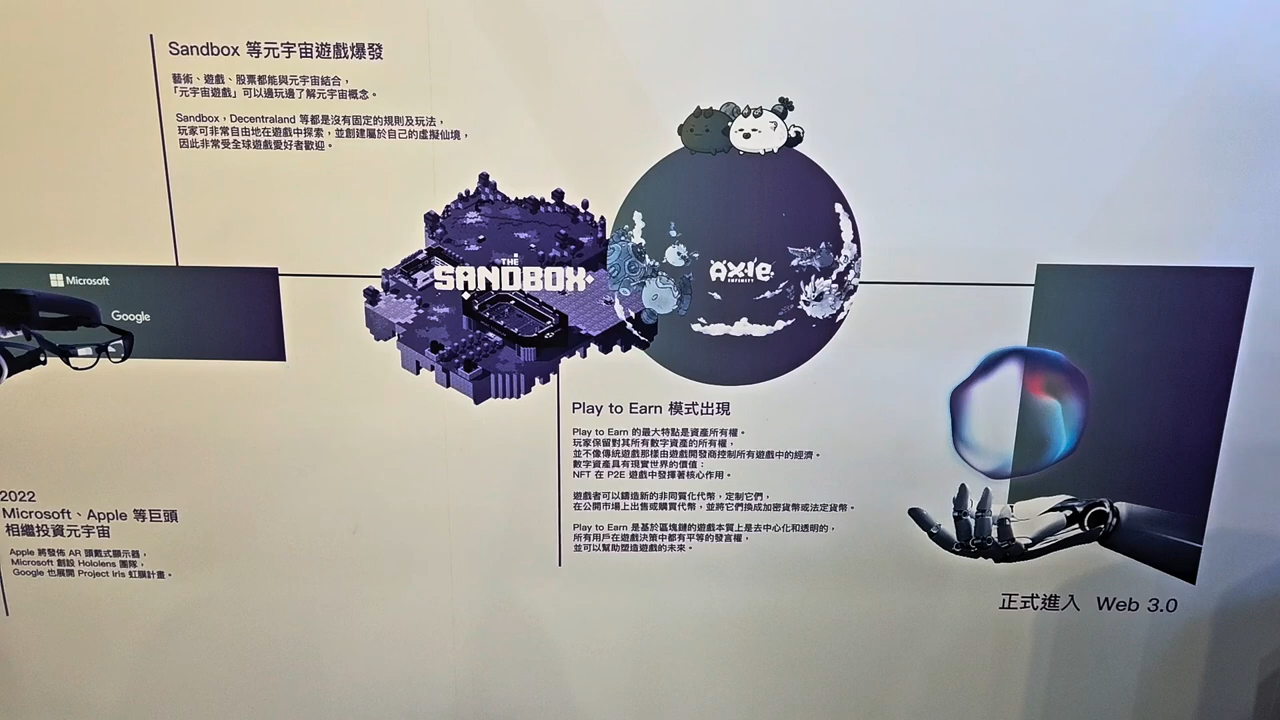 Sandbox 等元宇宙遊戲爆發
藝術、遊戲、股票都能與元宇宙結合，
「元宇宙遊戲」可以邊玩邊了解元宇宙概念。
Sandbox，Decentraland 等都是沒有固定的規則及玩法，
玩家可非常自由地在遊戲中探索，並創建屬於自己的虛擬仙境，
因此非常受全球遊戲愛好者歡迎。
Microsoft
Google
THE
SANDBOX
AXIE
INFINITY
Play to Earn 模式出現
Play to Earn 的最大特點是資產所有權。
玩家保留對其所有數字資產的所有權，
並不像傳統遊戲那樣由遊戲開發商控制所有遊戲中的經濟。
數字資產具有現實世界的價值：
NFT 在 P2E 遊戲中發揮著核心作用。
遊戲者可以鑄造新的非同質化代幣，定制它們，
在公開市場上出售或購買代幣，並將它們換成加密貨幣或法定貨幣。
Play to Earn 是基於區塊鏈的遊戲本質上是去中心化和透明的，
所有用戶在遊戲決策中都有平等的發言權，
並可以幫助塑造遊戲的未來。
2022
Microsoft、Apple 等巨頭
相繼投資元宇宙
Apple 將發佈 AR 頭戴式顯示器，
Microsoft 創設 Hololens 團隊，
Google 也展開 Project Iris 虹膜計畫。
正式進入 Web 3.0